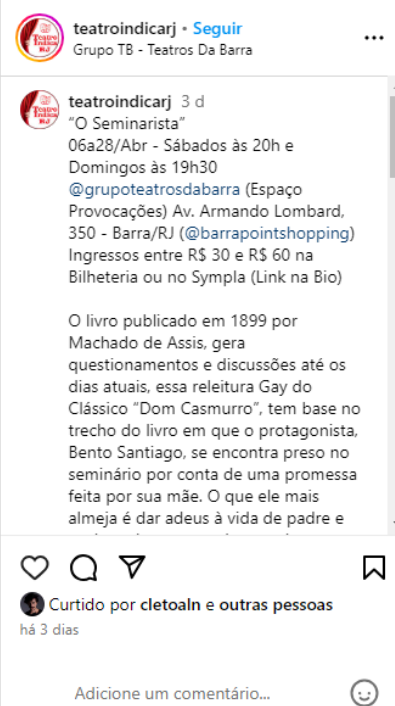 teatroindicarj • Seguir
Grupo TB - Teatros Da Barra
teatroindicarj 3 d
“O Seminarista”
06a28/Abr - Sábados às 20h e
Domingos às 19h30
@grupoteatrosdabarra (Espaço
Provocações) Av. Armando Lombard,
350 - Barra/RJ (@barrapointshopping)
Ingressos entre R$ 30 e R$ 60 na
Bilheteria ou no Sympla (Link na Bio)
O livro publicado em 1899 por
Machado de Assis, gera
questionamentos e discussões até os
dias atuais, essa releitura Gay do
Clássico “Dom Casmurro”, tem base no
trecho do livro em que o protagonista,
Bento Santiago, se encontra preso no
seminário por conta de uma promessa
feita por sua mãe. O que ele mais
almeja é dar adeus à vida de padre e
Curtido por cletoaln e outras pessoas
há 3 dias
Adicione um comentário...